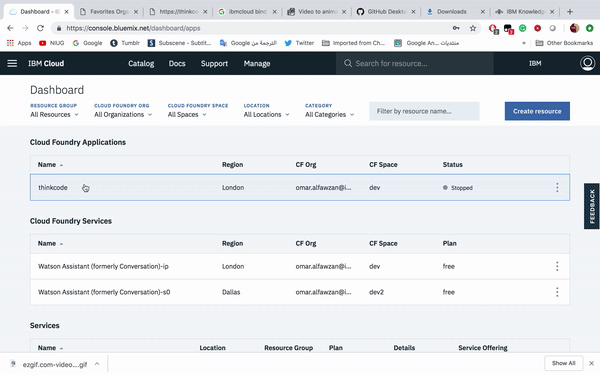 Dashboard - IB
Favorites Organ
https://thinkco
ibmcloud bind
Video to anima
GitHub Deskto
Downloads
IBM Knowledg
https://console.bluemix.net/dashboard/apps
Apps NIUG Google Tumblr Subscene - Subtit... الترجمة من Google Twitter Imported from Ch... Google An... منتديات Other Bookmarks
IBM Cloud Catalog Docs Support Manage Search for resource... IBM
Dashboard
RESOURCE GROUP CLOUD FOUNDRY ORG CLOUD FOUNDRY SPACE LOCATION CATEGORY
All Resources All Organizations All Spaces All Locations All Categories Filter by resource name... Create resource
Cloud Foundry Applications
Name Region CF Org CF Space Status
thinkcode London omar.alfawzan@i... dev Stopped
FEEDBACK
Cloud Foundry Services
Name Region CF Org CF Space Plan
Watson Assistant (formerly Conversation)-ip London omar.alfawzan@i... dev free
Watson Assistant (formerly Conversation)-s0 Dallas omar.alfawzan@i... dev2 free
Services
Name Location Resource Group Plan Details Service Offering
ezgif.com-video....gif Show All